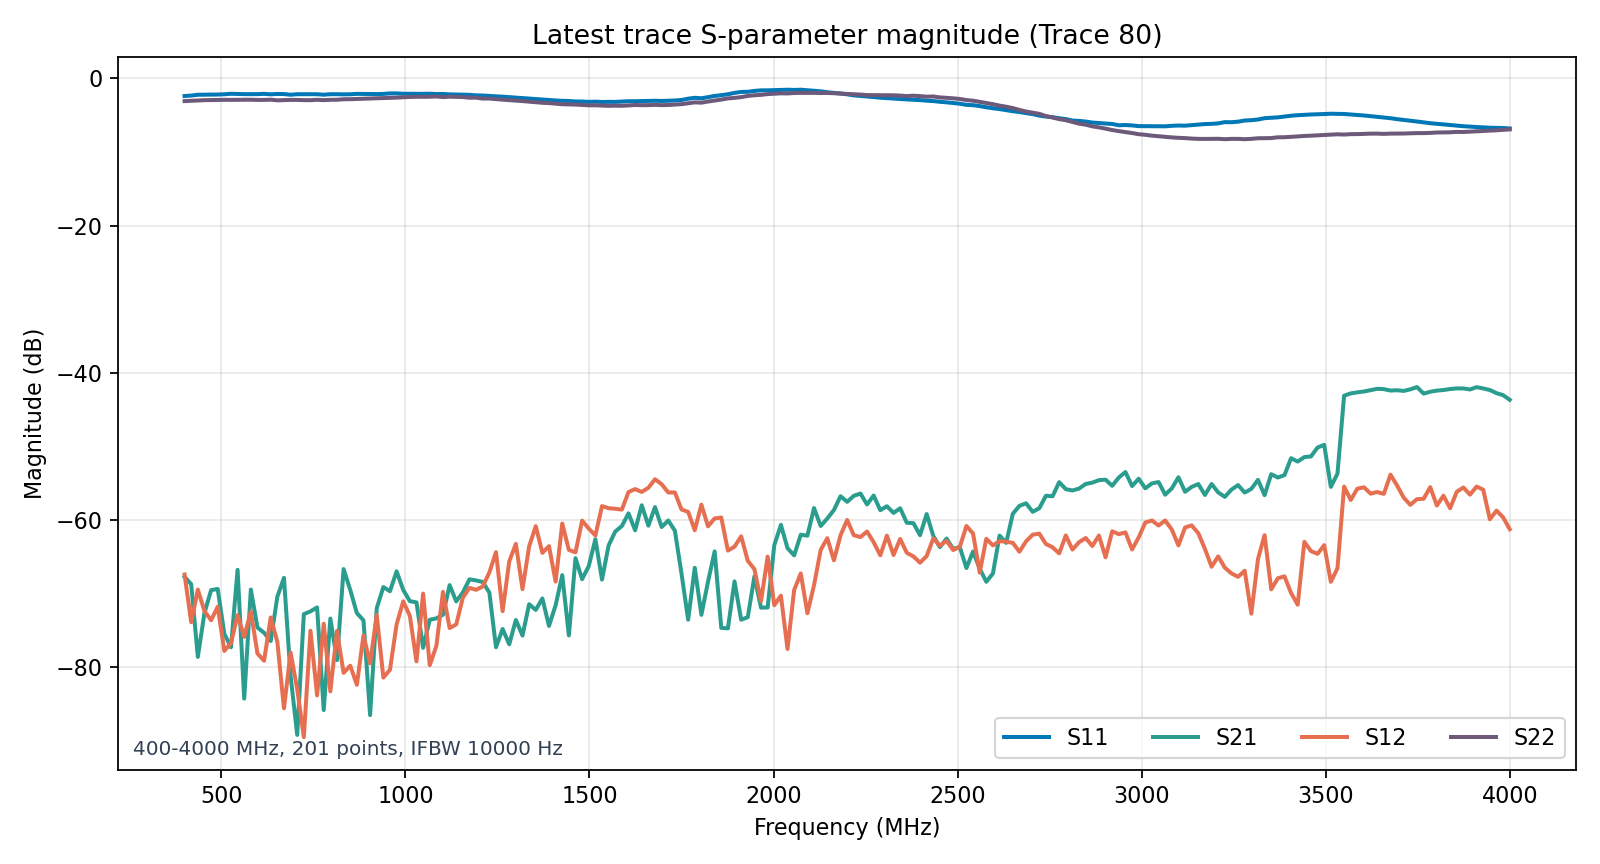 Latest trace S-parameter magnitude (Trace 80)
Magnitude (dB)
0
−20
−40
−60
−80
400-4000 MHz, 201 points, IFBW 10000 Hz
S11 S21 S12 S22
500 1000 1500 2000 2500 3000 3500 4000
Frequency (MHz)